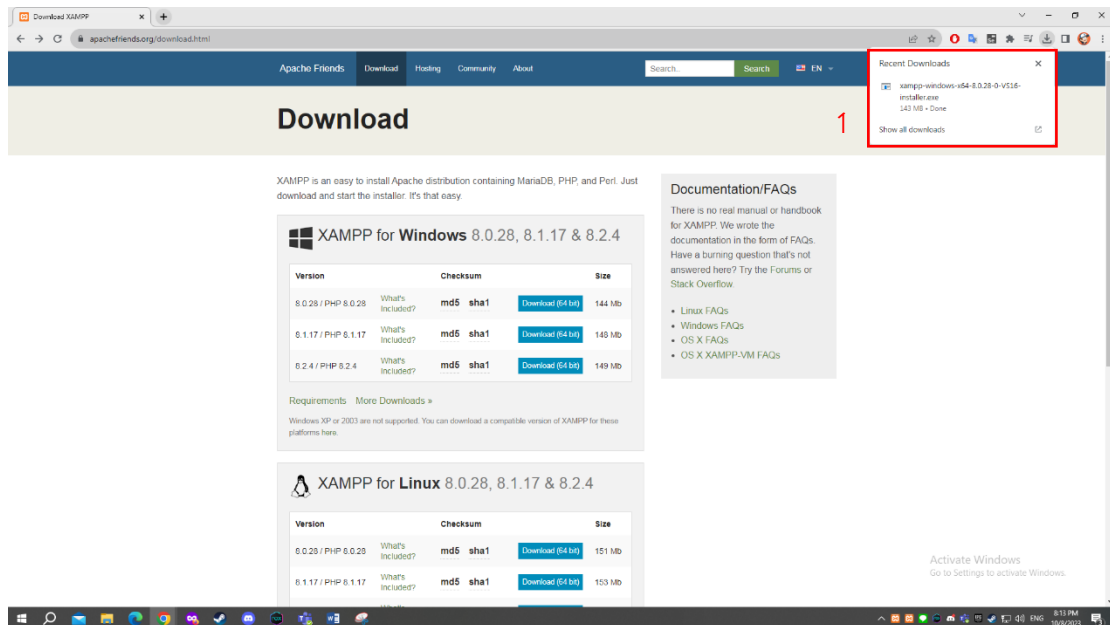 Download XAMPP
apachefriends.org/download.html
Apache Friends Download Hosting Community About Search.. Search EN
Recent Downloads
xampp-windows-x64-8.0.28-0-VS16-
installer.exe
143 MB • Done
Show all downloads
1
Download
XAMPP is an easy to install Apache distribution containing MariaDB, PHP, and Perl. Just
download and start the installer. It's that easy.
XAMPP for Windows 8.0.28, 8.1.17 & 8.2.4
Version Checksum Size
8.0.28 / PHP 8.0.28 What's Included? md5 sha1 Download (64 bit) 144 Mb
8.1.17 / PHP 8.1.17 What's Included? md5 sha1 Download (64 bit) 148 Mb
8.2.4 / PHP 8.2.4 What's Included? md5 sha1 Download (64 bit) 149 Mb
Requirements More Downloads »
Windows XP or 2003 are not supported. You can download a compatible version of XAMPP for these
platforms here.
Documentation/FAQs
There is no real manual or handbook
for XAMPP. We wrote the
documentation in the form of FAQs.
Have a burning question that's not
answered here? Try the Forums or
Stack Overflow.
• Linux FAQs
• Windows FAQs
• OS X FAQs
• OS X XAMPP-VM FAQs
XAMPP for Linux 8.0.28, 8.1.17 & 8.2.4
Version Checksum Size
8.0.28 / PHP 8.0.28 What's Included? md5 sha1 Download (64 bit) 151 Mb
8.1.17 / PHP 8.1.17 What's Included? md5 sha1 Download (64 bit) 153 Mb
Activate Windows
Go to Settings to activate Windows.
ENG
8:13 PM
10/8/2023